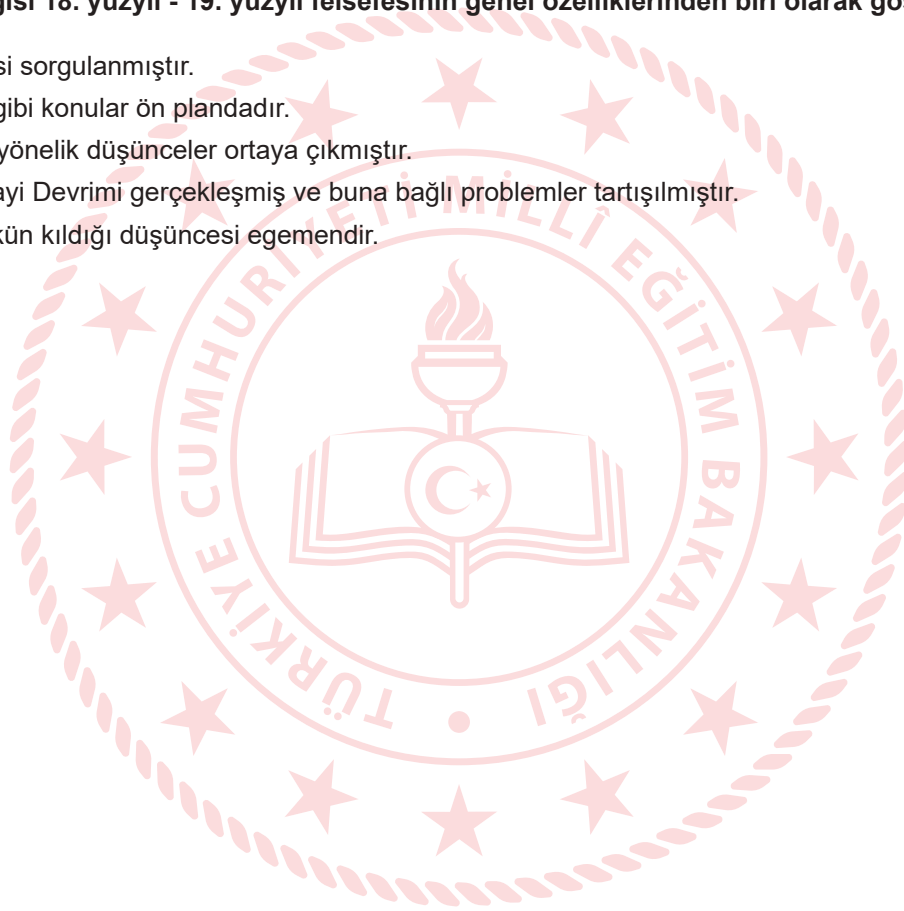 gisi 18. yüzyıl - 19. yüzyıl felsefesinin genel özelliklerinden biri olarak gös
si sorgulanmıştır.
gibi konular ön plandadır.
yönelik düşünceler ortaya çıkmıştır.
ayi Devrimi gerçekleşmiş ve buna bağlı problemler tartışılmıştır.
kün kıldığı düşüncesi egemendir.
TÜRKİYE CUMHURİYETİ MİLLÎ EĞİTİM BAKANLIĞI